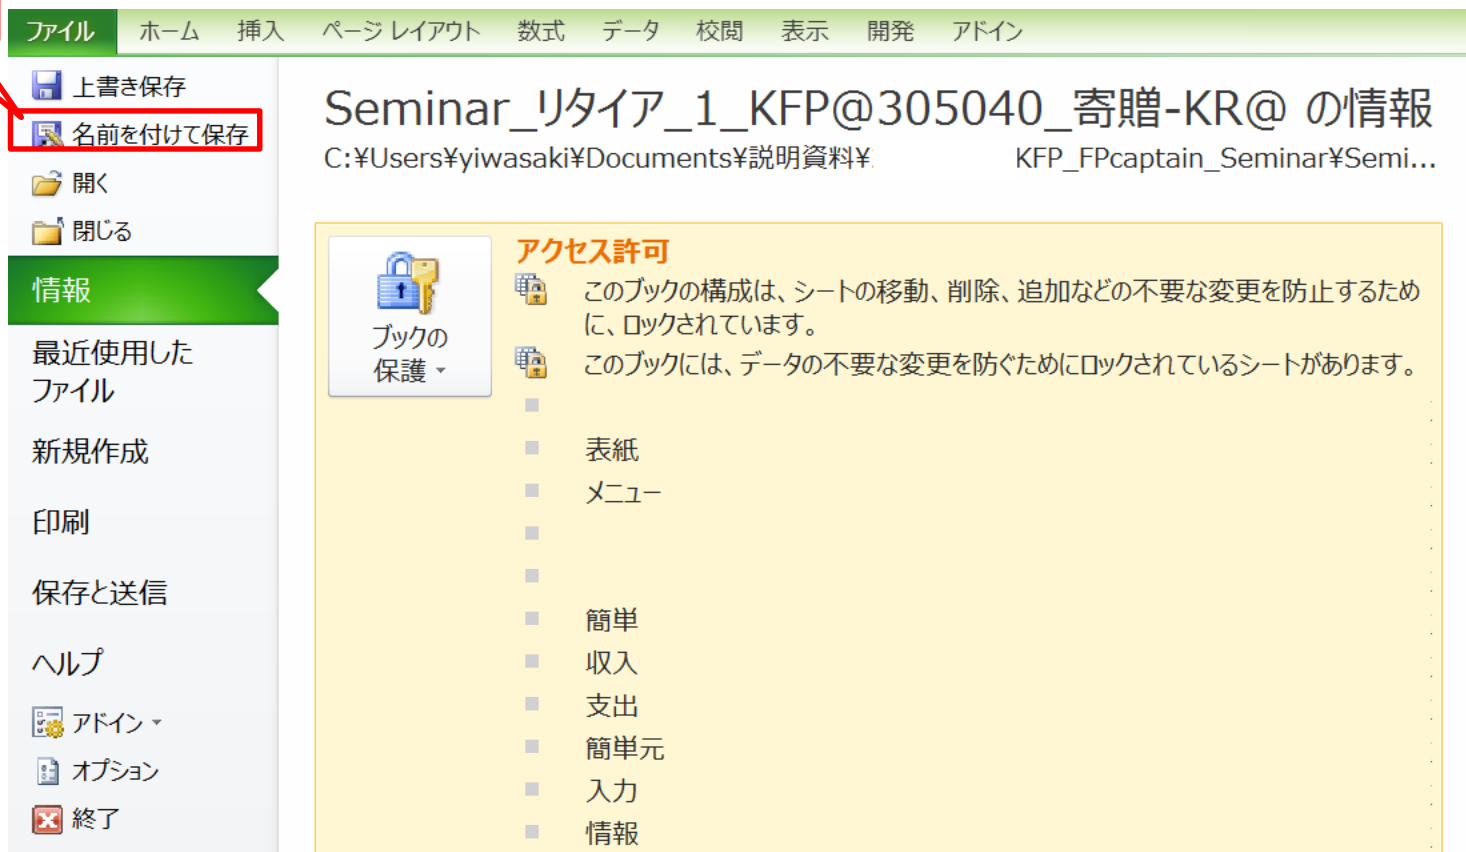 ファイル ホーム 挿入 ページ レイアウト 数式 データ 校閲 表示 開発 アドイン
上書き保存
名前を付けて保存
開く
閉じる
情報
最近使用した
ファイル
新規作成
印刷
保存と送信
ヘルプ
アドイン
オプション
終了
Seminar_リタイア_1_KFP@305040_寄贈-KR@ の情報
C:¥Users¥yiwasaki¥Documents¥説明資料¥ KFP_FPcaptain_Seminar¥Semi...
ブックの
保護
アクセス許可
このブックの構成は、シートの移動、削除、追加などの不要な変更を防止するため
に、ロックされています。
このブックには、データの不要な変更を防ぐためにロックされているシートがあります。
表紙
メニュー
簡単
収入
支出
簡単元
入力
情報